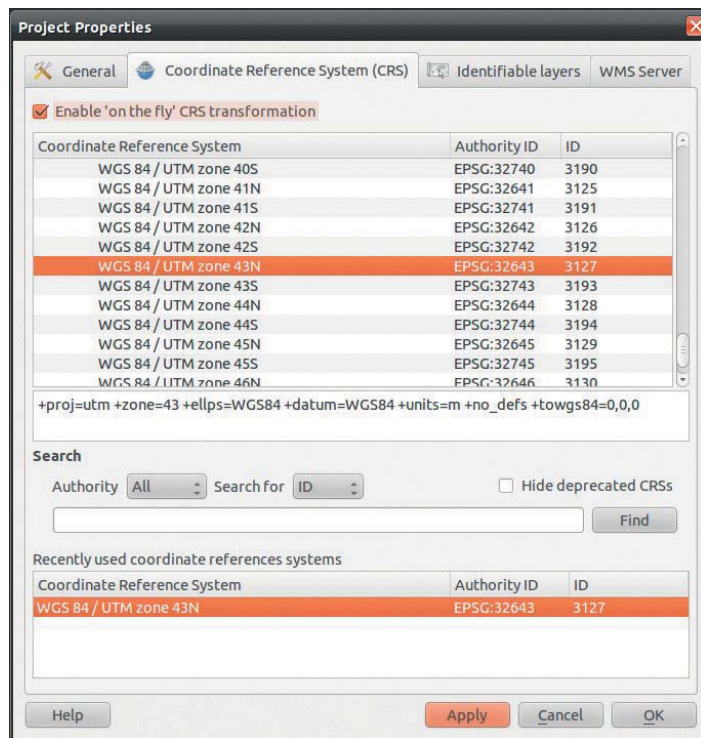 Project Properties
General Coordinate Reference System (CRS) Identifiable layers WMS Server
Enable 'on the fly' CRS transformation
Coordinate Reference System Authority ID ID
WGS 84 / UTM zone 40S EPSG:32740 3190
WGS 84 / UTM zone 41N EPSG:32641 3125
WGS 84 / UTM zone 41S EPSG:32741 3191
WGS 84 / UTM zone 42N EPSG:32642 3126
WGS 84 / UTM zone 42S EPSG:32742 3192
WGS 84 / UTM zone 43N EPSG:32643 3127
WGS 84 / UTM zone 43S EPSG:32743 3193
WGS 84 / UTM zone 44N EPSG:32644 3128
WGS 84 / UTM zone 44S EPSG:32744 3194
WGS 84 / UTM zone 45N EPSG:32645 3129
WGS 84 / UTM zone 45S EPSG:32745 3195
WGS 84 / UTM zone 46N EPSG:32646 3130
+proj=utm +zone=43 +ellps=WGS84 +datum=WGS84 +units=m +no_defs +towgs84=0,0,0
Search
Authority All Search for ID Hide deprecated CRSs
Find
Recently used coordinate references systems
Coordinate Reference System Authority ID ID
WGS 84 / UTM zone 43N EPSG:32643 3127
Help Apply Cancel OK